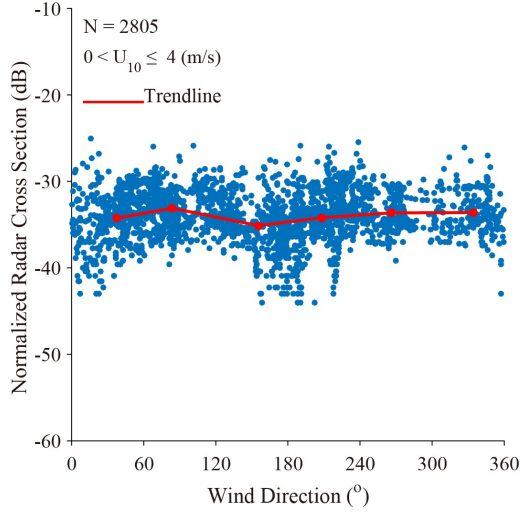 -10
-20
-30
-40
-50
-60
N = 2805
0 < U10 ≤ 4 (m/s)
Trendline
Normalized Radar Cross Section (dB)
0 60 120 180 240 300 360
Wind Direction (o)